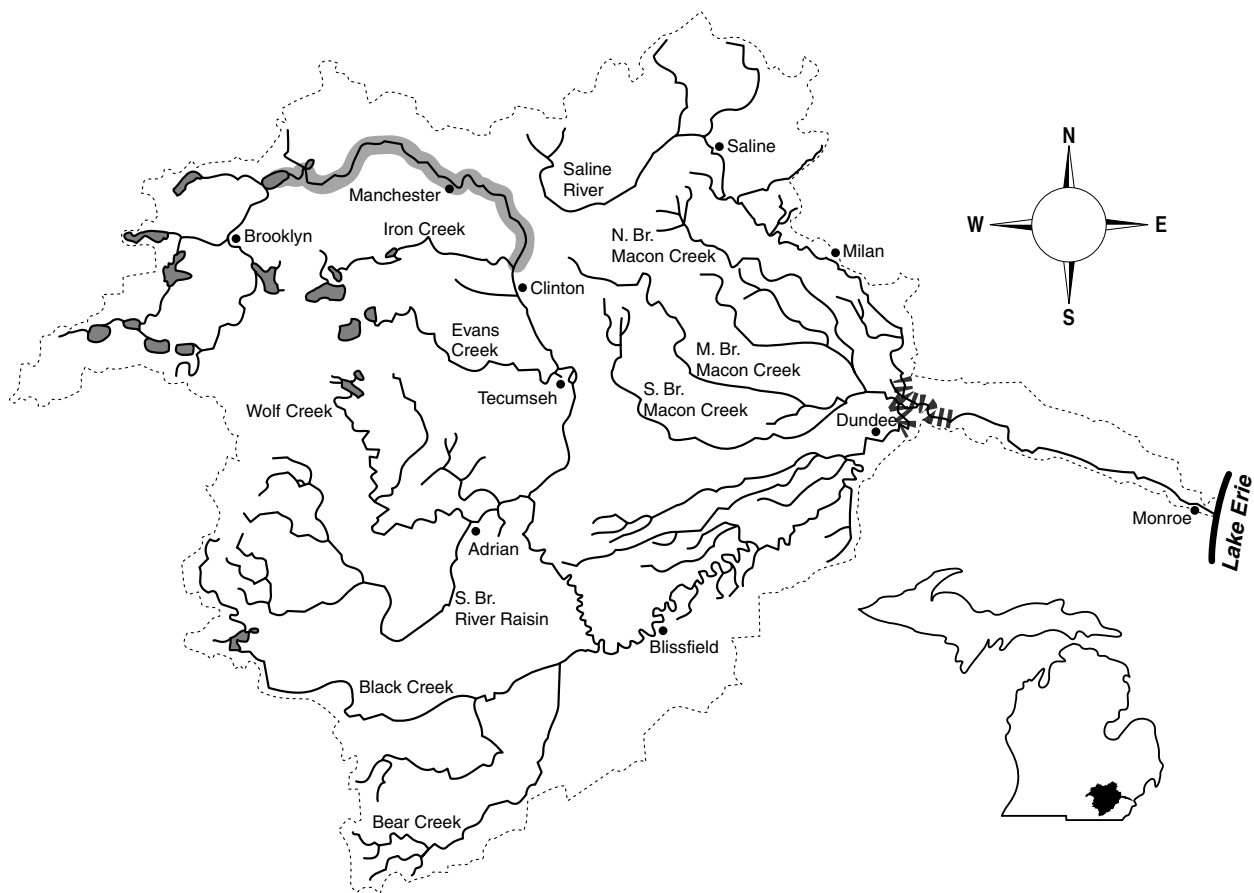 Saline
N
Saline
River
Manchester
W
E
Brooklyn
Iron Creek
N. Br.
Macon Creek
Milan
Clinton
S
Evans
Creek
M. Br.
Macon Creek
Tecumseh
S. Br.
Macon Creek
Wolf Creek
Dundee
Lake Erie
Monroe
Adrian
S. Br.
River Raisin
Blissfield
Black Creek
Bear Creek